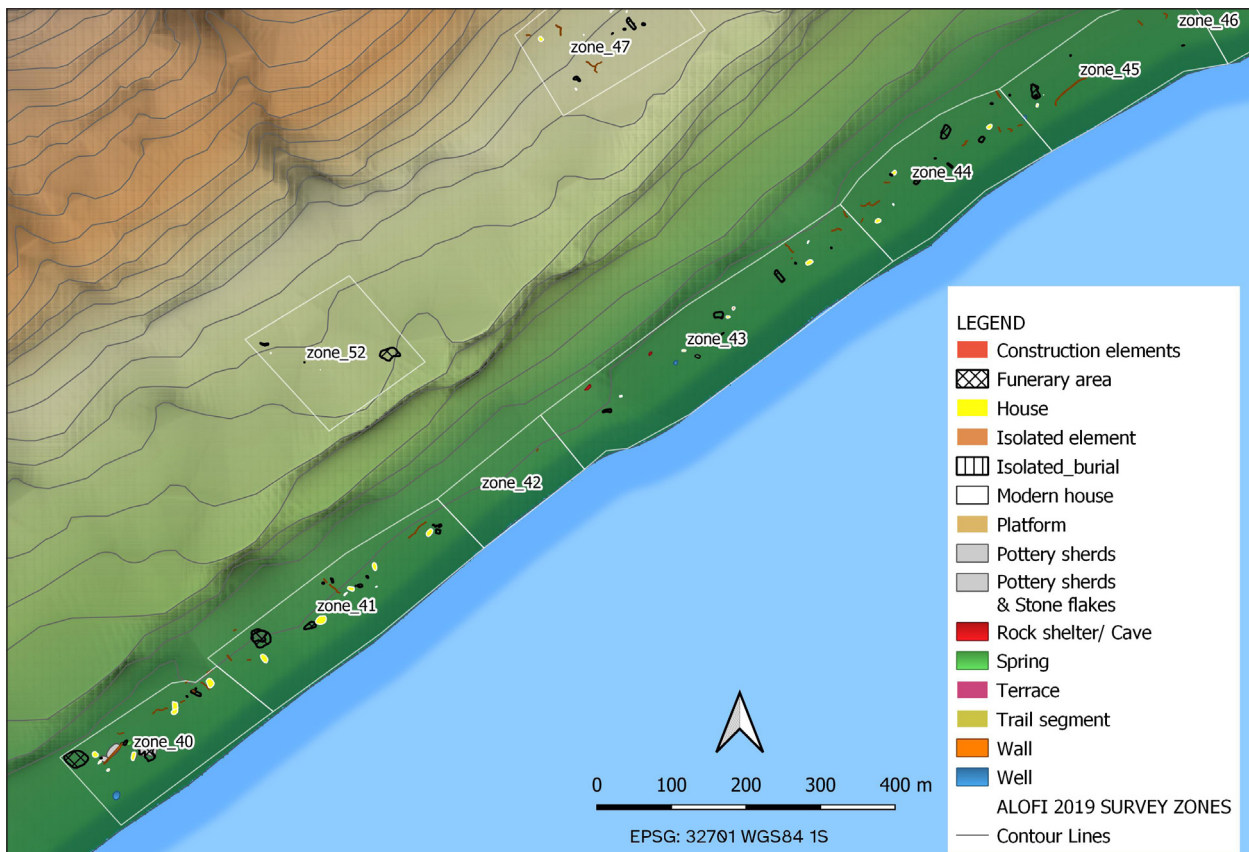 zone_46
zone_47
zone_45
zone_44
zone_43
zone_52
zone_42
zone_41
zone_40
LEGEND
Construction elements
Funerary area
House
Isolated element
Isolated_burial
Modern house
Platform
Pottery sherds
Pottery sherds
& Stone flakes
Rock shelter/ Cave
Spring
Terrace
Trail segment
Wall
Well
ALOFI 2019 SURVEY ZONES
Contour Lines
0 100 200 300 400 m
EPSG: 32701 WGS84 1S